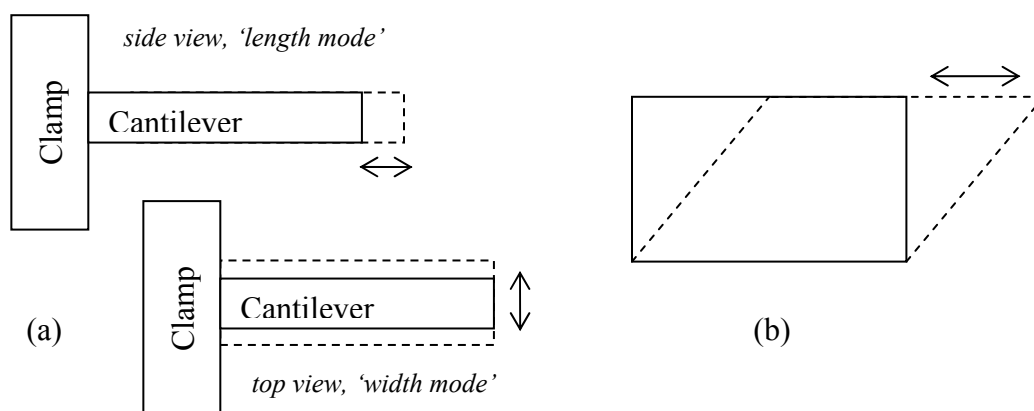 side view, ‘length mode’
Clamp
Cantilever
Clamp
Cantilever
(a)
top view, ‘width mode’
(b)